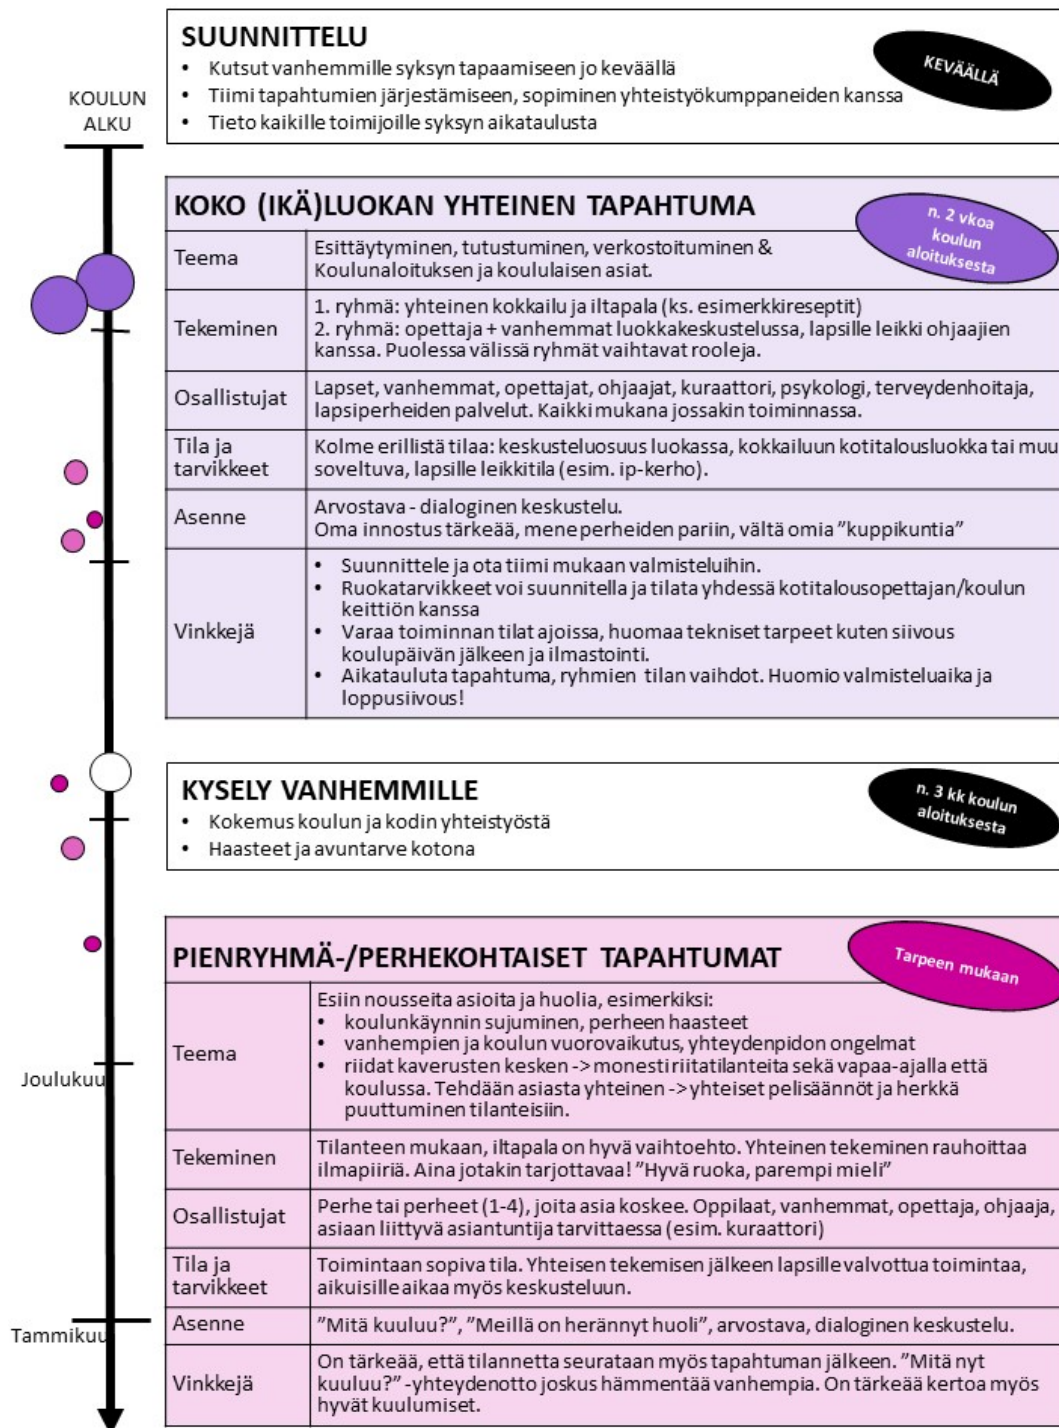 SUUNNITTELU
• Kutsut vanhemmille syksyn tapaamiseen jo keväällä
• Tiimi tapahtumien järjestämiseen, sopiminen yhteistyökumppaneiden kanssa
• Tieto kaikille toimijoille syksyn aikataulusta
KEVÄÄLLÄ
KOULUN
ALKU
KOKO (IKÄ)LUOKAN YHTEINEN TAPAHTUMA
n. 2 vkoa
koulun
aloituksesta
Teema
Esittäytyminen, tutustuminen, verkostoituminen &
Koulunaloituksen ja koululaisen asiat.
Tekeminen
1. ryhmä: yhteinen kokkailu ja iltapala (ks. esimerkkireseptit)
2. ryhmä: opettaja + vanhemmat luokkakeskustelussa, lapsille leikki ohjaajien
kanssa. Puolessa välissä ryhmät vaihtavat rooleja.
Osallistujat
Lapset, vanhemmat, opettajat, ohjaajat, kuraattori, psykologi, terveydenhoitaja,
lapsiperheiden palvelut. Kaikki mukana jossakin toiminnassa.
Tila ja
tarvikkeet
Kolme erillistä tilaa: keskusteluosuus luokassa, kokkailuun kotitalousluokka tai muu
soveltuva, lapsille leikkitila (esim. ip-kerho).
Asenne
Arvostava - dialoginen keskustelu.
Oma innostus tärkeää, mene perheiden pariin, vältä omia ”kuppikuntia”
Vinkkejä
• Suunnittele ja ota tiimi mukaan valmisteluihin.
• Ruokatarvikkeet voi suunnitella ja tilata yhdessä kotitalousopettajan/koulun
keittiön kanssa
• Varaa toiminnan tilat ajoissa, huomaa tekniset tarpeet kuten siivous
koulupäivän jälkeen ja ilmastointi.
• Aikatauluta tapahtuma, ryhmien tilan vaihdot. Huomio valmisteluaika ja
loppusiivous!
KYSELY VANHEMMILLE
• Kokemus koulun ja kodin yhteistyöstä
• Haasteet ja avuntarve kotona
n. 3 kk koulun
aloituksesta
PIENRYHMÄ-/PERHEKOHTAISET TAPAHTUMAT
Tarpeen mukaan
Teema
Esiin nousseita asioita ja huolia, esimerkiksi:
• koulunkäynnin sujuminen, perheen haasteet
• vanhempien ja koulun vuorovaikutus, yhteydenpidon ongelmat
• riidat kaverusten kesken -> monesti riitatilanteita sekä vapaa-ajalla että
koulussa. Tehdään asiasta yhteinen -> yhteiset pelisäännöt ja herkkä
puuttuminen tilanteisiin.
Joulukuu
Tekeminen
Tilanteen mukaan, iltapala on hyvä vaihtoehto. Yhteinen tekeminen rauhoittaa
ilmapiiriä. Aina jotakin tarjottavaa! ”Hyvä ruoka, parempi mieli”
Osallistujat
Perhe tai perheet (1-4), joita asia koskee. Oppilaat, vanhemmat, opettaja, ohjaaja,
asiaan liittyvä asiantuntija tarvittaessa (esim. kuraattori)
Tila ja
tarvikkeet
Toimintaan sopiva tila. Yhteisen tekemisen jälkeen lapsille valvottua toimintaa,
aikuisille aikaa myös keskusteluun.
Asenne
”Mitä kuuluu?”, ”Meillä on herännyt huoli”, arvostava, dialoginen keskustelu.
Tammikuu
Vinkkejä
On tärkeää, että tilannetta seurataan myös tapahtuman jälkeen. ”Mitä nyt
kuuluu?” -yhteydenotto joskus hämmentää vanhempia. On tärkeää kertoa myös
hyvät kuulumiset.